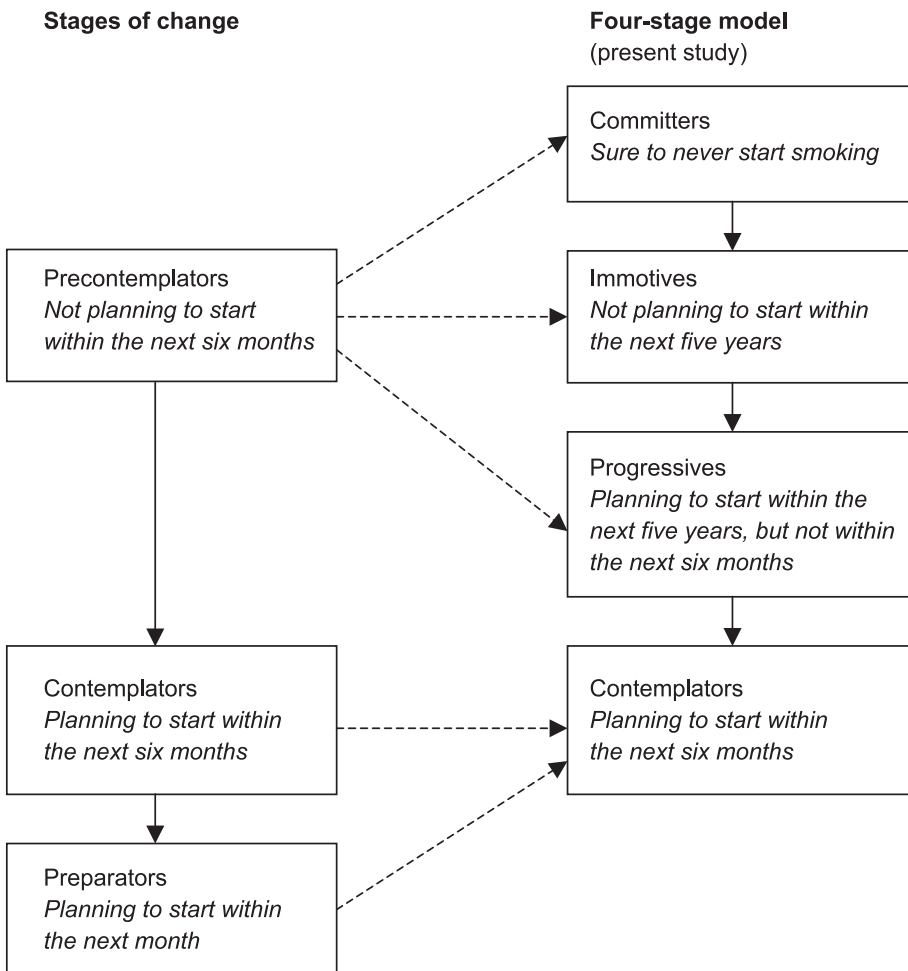 Stages of change
Four-stage model
(present study)
Committers
Sure to never start smoking
Precontemplators
Not planning to start
within the next six months
Immotives
Not planning to start within
the next five years
Progressives
Planning to start within the
next five years, but not within
the next six months
Contemplators
Planning to start within
the next six months
Contemplators
Planning to start within
the next six months
Preparators
Planning to start within
the next month